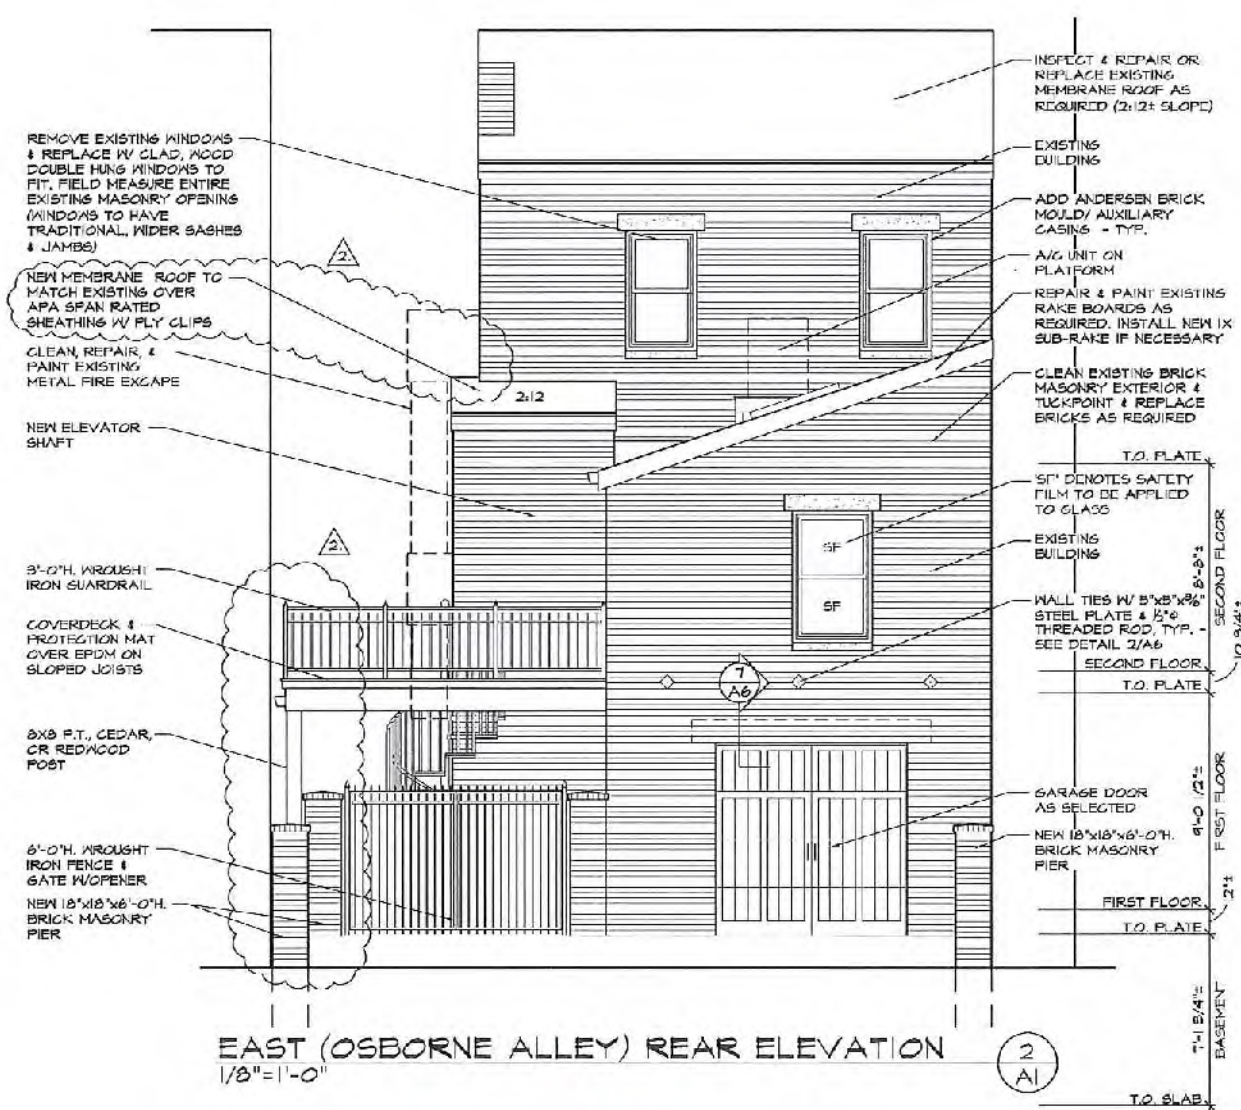 REMOVE EXISTING WINDOWS
& REPLACE W/ CLAD, WOOD
DOUBLE HUNG WINDOWS TO
FIT. FIELD MEASURE ENTIRE
EXISTING MASONRY OPENING
(WINDOWS TO HAVE
TRADITIONAL, WIDER SASHES
& JAMBS)
2.
NEW MEMBRANE ROOF TO
MATCH EXISTING OVER
APA SPAN RATED
SHEATHING W/ PLY CLIPS
CLEAN, REPAIR, &
PAINT EXISTING
METAL FIRE EXCAPE
NEW ELEVATOR
SHAFT
2.
3'-0"H. WROUGHT
IRON GUARDRAIL
COVERDECK &
PROTECTION MAT
OVER EPDM ON
SLOPED JOISTS
8X8 P.T., CEDAR,
OR REDWOOD
POST
6'-0"H. WROUGHT
IRON FENCE &
GATE W/OPENER
NEW 18"x18"x6'-0"H.
BRICK MASONRY
PIER
2:12
SF
SF
7
A6
INSPECT & REPAIR OR
REPLACE EXISTING
MEMBRANE ROOF AS
REQUIRED (2:12± SLOPE)
EXISTING
BUILDING
ADD ANDERSEN BRICK
MOULD/ AUXILIARY
CASING - TYP.
A/C UNIT ON
PLATFORM
REPAIR & PAINT EXISTING
RAKE BOARDS AS
REQUIRED. INSTALL NEW 1X
SUB-RAKE IF NECESSARY
CLEAN EXISTING BRICK
MASONRY EXTERIOR &
TUCKPOINT & REPLACE
BRICKS AS REQUIRED
T.O. PLATE
'SF' DENOTES SAFETY
FILM TO BE APPLIED
TO GLASS
EXISTING
BUILDING
WALL TIES W/
STEEL PLATE & ½"Φ
THREADED ROD, TYP. -
SEE DETAIL 2/A6
SECOND FLOOR
T.O. PLATE
GARAGE DOOR
AS SELECTED
NEW 18"x18"x6'-0"H.
BRICK MASONRY
PIER
FIRST FLOOR
T.O. PLATE
T.O. SLAB
SECOND FLOOR
10 3/4"±
9'-0 1/2"±
FIRST FLOOR
2"±
BASEMENT
EAST (OSBORNE ALLEY) REAR ELEVATION
1/8"=1'-0"
2
A1